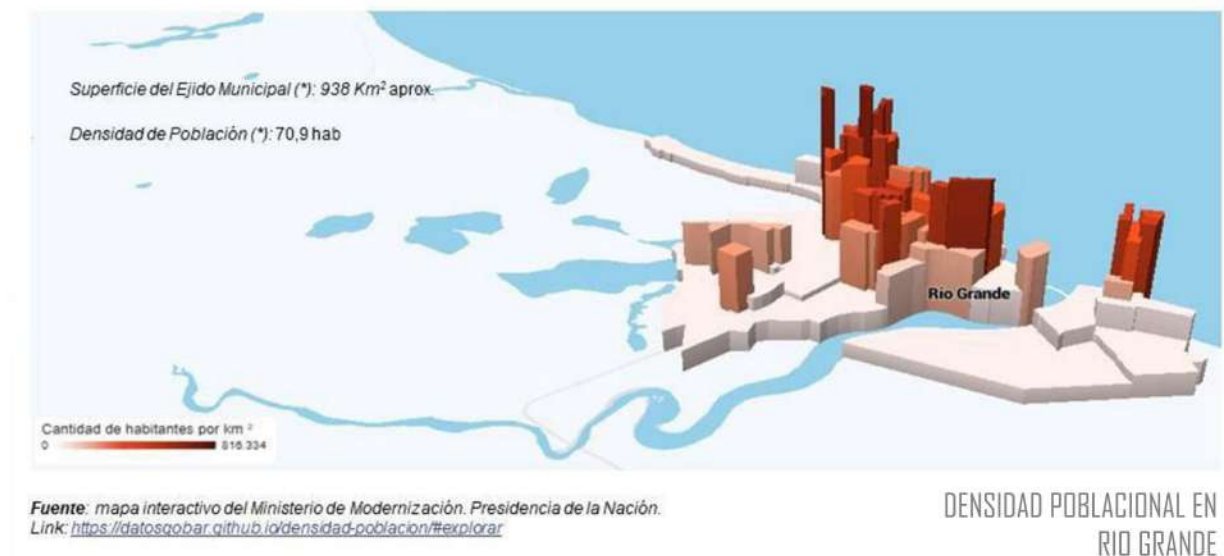 Superficie del Ejido Municipal (*): 938 Km² aprox.
Densidad de Población (*): 70,9 hab
Rio Grande
Cantidad de habitantes por km ²
0 816.334
Fuente: mapa interactivo del Ministerio de Modernización. Presidencia de la Nación.
Link: https://datosgobar.github.io/densidad-poblacion/#explorar
DENSIDAD POBLACIONAL EN
RIO GRANDE